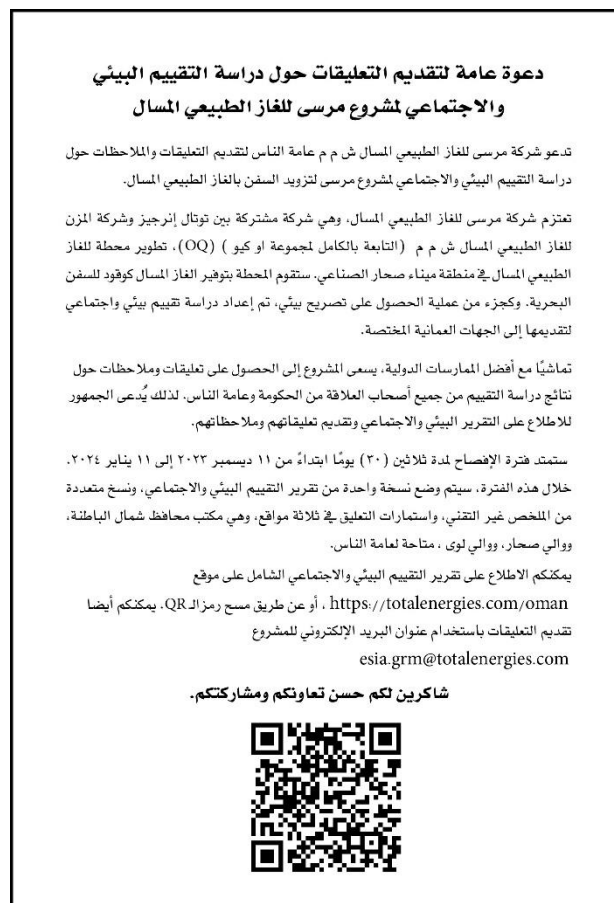 دعوة عامة لتقديم التعليقات حول دراسة التقييم البيئي
والاجتماعي لمشروع مرسى للغاز الطبيعي المسال
تدعو شركة مرسى للغاز الطبيعي المسال ش م م عامة الناس لتقديم التعليقات والملاحظات حول
دراسة التقييم البيئي والاجتماعي لمشروع مرسى لتزويد السفن بالغاز الطبيعي المسال.
تعتزم شركة مرسى للغاز الطبيعي المسال، وهي شركة مشتركة بين توتال إنرجيز وشركة المزن
للغاز الطبيعي المسال ش م م (التابعة بالكامل لمجموعة او كيو ) (OQ)، تطوير محطة للغاز
الطبيعي المسال في منطقة ميناء صحار الصناعي. ستقوم المحطة بتوفير الغاز المسال كوقود للسفن
البحرية. وكجزء من عملية الحصول على تصريح بيئي، تم إعداد دراسة تقييم بيئي واجتماعي
لتقديمها إلى الجهات العمانية المختصة.
تماشيًا مع أفضل الممارسات الدولية، يسعى المشروع إلى الحصول على تعليقات وملاحظات حول
نتائج دراسة التقييم من جميع أصحاب العلاقة من الحكومة وعامة الناس. لذلك يُدعى الجمهور
للاطلاع على التقرير البيئي والاجتماعي وتقديم تعليقاتهم وملاحظاتهم.
ستمتد فترة الإفصاح لمدة ثلاثين (٣٠) يومًا ابتداءً من ١١ ديسمبر ٢٠٢٣ إلى ١١ يناير ٢٠٢٤.
خلال هذه الفترة، سيتم وضع نسخة واحدة من تقرير التقييم البيئي والاجتماعي، ونسخ متعددة
من الملخص غير التقني، واستمارات التعليق في ثلاثة مواقع، وهي مكتب محافظ شمال الباطنة،
ووالي صحار، ووالي لوى ، متاحة لعامة الناس.
يمكنكم الاطلاع على تقرير التقييم البيئي والاجتماعي الشامل على موقع
https://totalenergies.com/oman ، أو عن طريق مسح رمزالـ QR. يمكنكم أيضا
تقديم التعليقات باستخدام عنوان البريد الإلكتروني للمشروع
esia.grm@totalenergies.com
شاكرين لكم حسن تعاونكم ومشاركتكم.